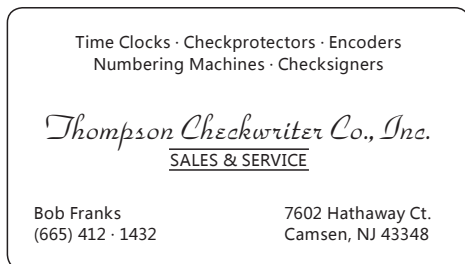 Time Clocks · Checkprotectors · Encoders
Numbering Machines · Checksigners
Thompson Checkwriter Co., Inc.
SALES & SERVICE
Bob Franks
(665) 412 · 1432
7602 Hathaway Ct.
Camsen, NJ 43348